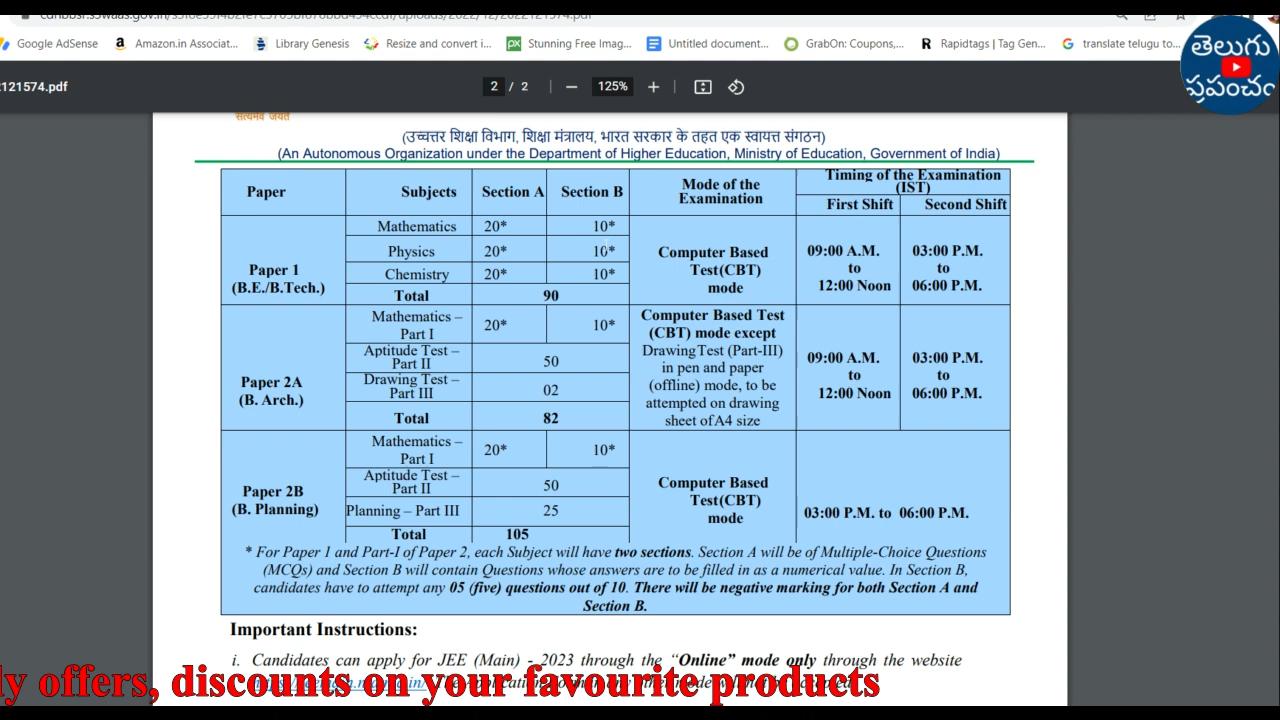 Google AdSense Amazon.in Associat... Library Genesis Resize and convert i... Stunning Free Imag... Untitled document... GrabOn: Coupons,... Rapidtags | Tag Gen... translate telugu to...
తెలుగు
ప్రపంచం
121574.pdf 2 / 2 125%
सत्यमेव जयते
(उच्चत्तर शिक्षा विभाग, शिक्षा मंत्रालय, भारत सरकार के तहत एक स्वायत्त संगठन)
(An Autonomous Organization under the Department of Higher Education, Ministry of Education, Government of India)
Paper Subjects Section A Section B Mode of the Examination Timing of the Examination (IST)
First Shift Second Shift
Paper 1
(B.E./B.Tech.)
Mathematics 20* 10*
Physics 20* 10*
Chemistry 20* 10*
Total 90
Computer Based
Test(CBT)
mode
09:00 A.M.
to
12:00 Noon
03:00 P.M.
to
06:00 P.M.
Paper 2A
(B. Arch.)
Mathematics –
Part I 20* 10*
Aptitude Test –
Part II 50
Drawing Test –
Part III 02
Total 82
Computer Based Test
(CBT) mode except
Drawing Test (Part-III)
in pen and paper
(offline) mode, to be
attempted on drawing
sheet of A4 size
09:00 A.M.
to
12:00 Noon
03:00 P.M.
to
06:00 P.M.
Paper 2B
(B. Planning)
Mathematics –
Part I 20* 10*
Aptitude Test –
Part II 50
Planning – Part III 25
Total 105
Computer Based
Test(CBT)
mode
03:00 P.M. to 06:00 P.M.
* For Paper 1 and Part-I of Paper 2, each Subject will have two sections. Section A will be of Multiple-Choice Questions
(MCQs) and Section B will contain Questions whose answers are to be filled in as a numerical value. In Section B,
candidates have to attempt any 05 (five) questions out of 10. There will be negative marking for both Section A and
Section B.
Important Instructions:
i. Candidates can apply for JEE (Main) - 2023 through the “Online” mode only through the website
ly offers, discounts on your favourite products